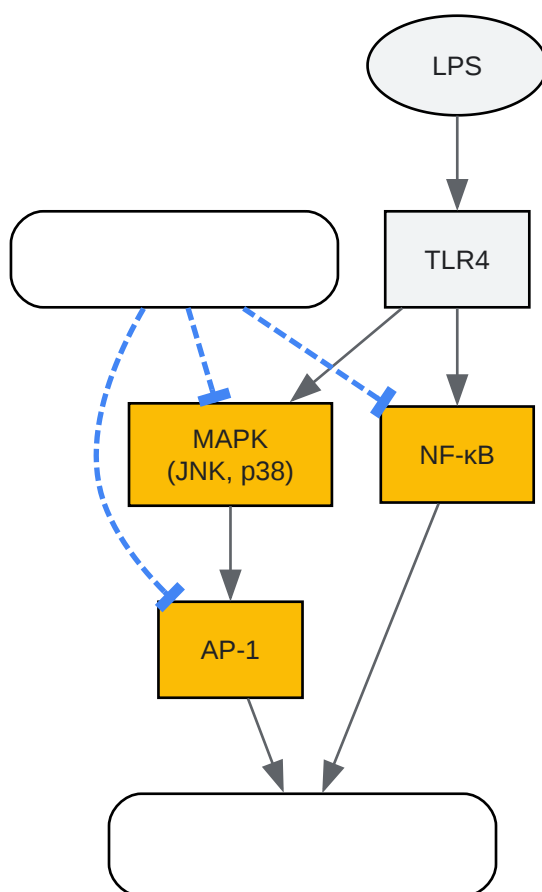 LPS
TLR4
MAPK
(JNK, p38)
NF-κB
AP-1